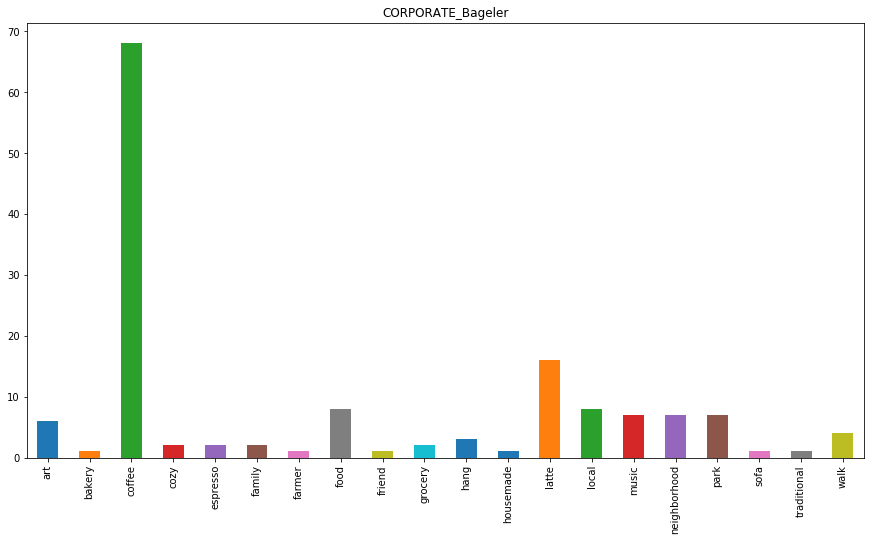 CORPORATE_Bageler
70
60
50
40
30
20
10
0
art
bakery
coffee
cozy
espresso
family
farmer
food
friend
grocery
hang
housemade
latte
local
music
neighborhood
park
sofa
traditional
walk